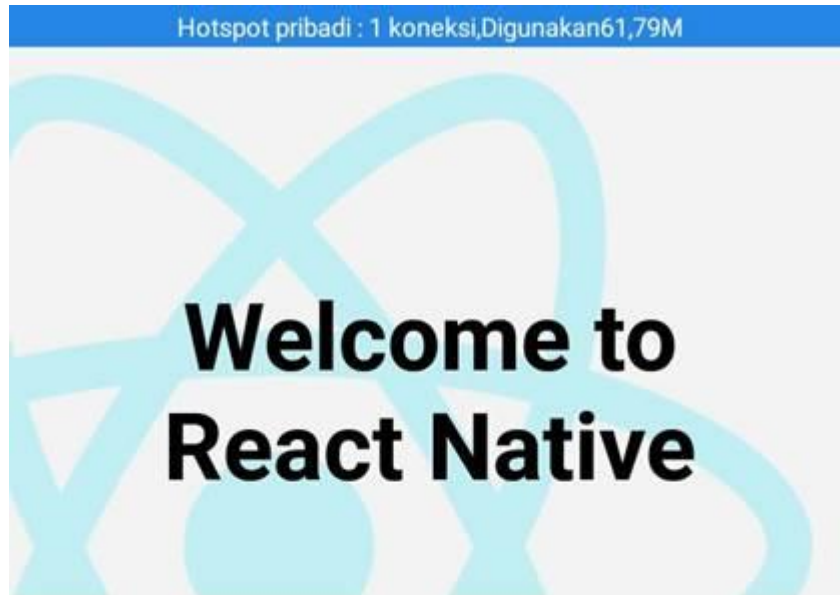 Hotspot pribadi : 1 koneksi,Digunakan61,79M
Welcome to
React Native